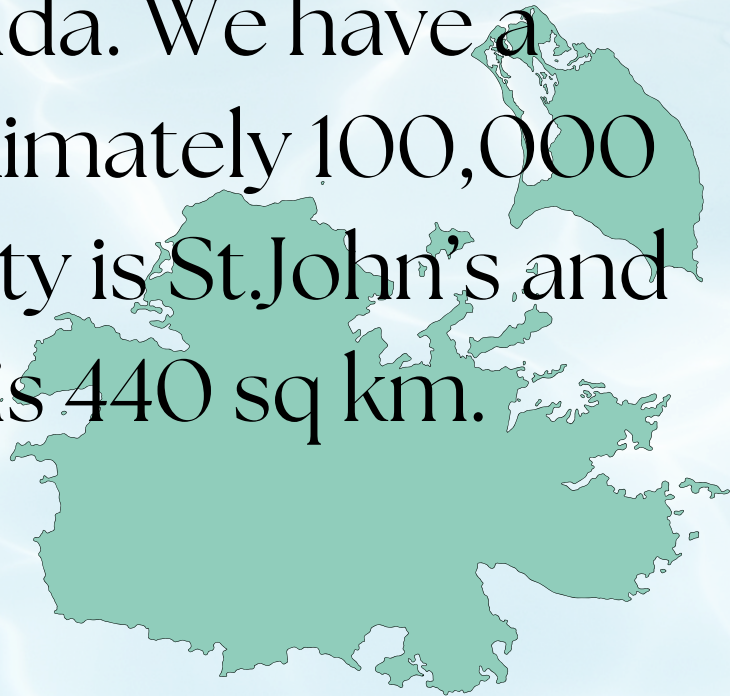 da. We have a
imately 100,000
ty is St.John's and
is 440 sq km.